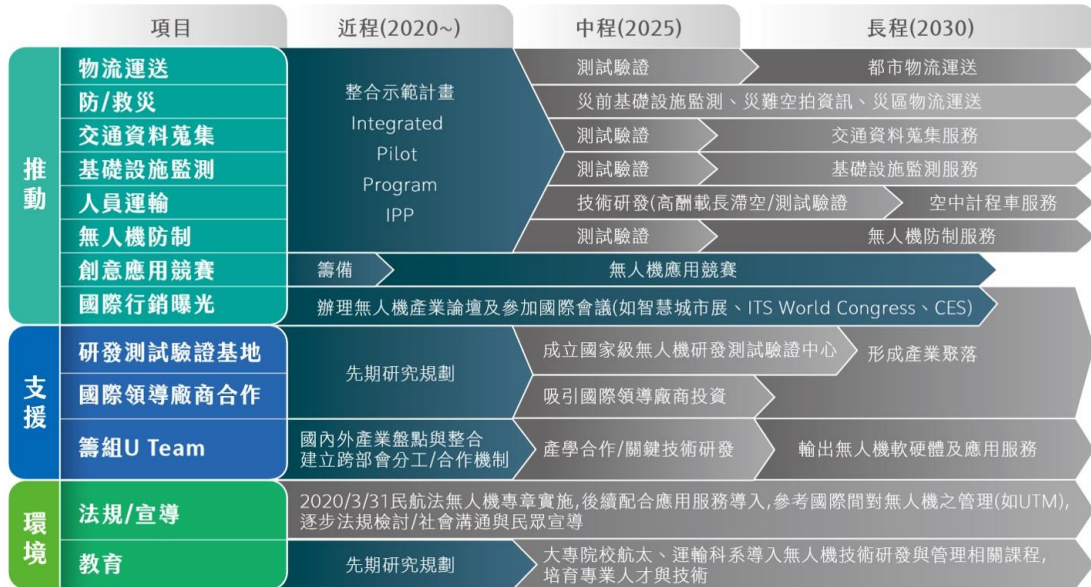 項目
近程(2020~)
中程(2025)
長程(2030)
推動
物流運送
整合示範計畫
Integrated
Pilot
Program
IPP
測試驗證
都市物流運送
防/救災
災前基礎設施監測、災難空拍資訊、災區物流運送
交通資料蒐集
測試驗證
交通資料蒐集服務
基礎設施監測
測試驗證
基礎設施監測服務
人員運輸
技術研發(高酬載長滯空/測試驗證
空中計程車服務
無人機防制
測試驗證
無人機防制服務
創意應用競賽
籌備
無人機應用競賽
國際行銷曝光
辦理無人機產業論壇及參加國際會議(如智慧城市展、ITS World Congress、CES)
支援
研發測試驗證基地
先期研究規劃
成立國家級無人機研發測試驗證中心
形成產業聚落
國際領導廠商合作
吸引國際領導廠商投資
籌組U Team
國內外產業盤點與整合
建立跨部會分工/合作機制
產學合作/關鍵技術研發
輸出無人機軟硬體及應用服務
環境
法規/宣導
2020/3/31民航法無人機專章實施,後續配合應用服務導入,參考國際間對無人機之管理(如UTM),
逐步法規檢討/社會溝通與民眾宣導
教育
先期研究規劃
大專院校航太、運輸科系導入無人機技術研發與管理相關課程,
培育專業人才與技術